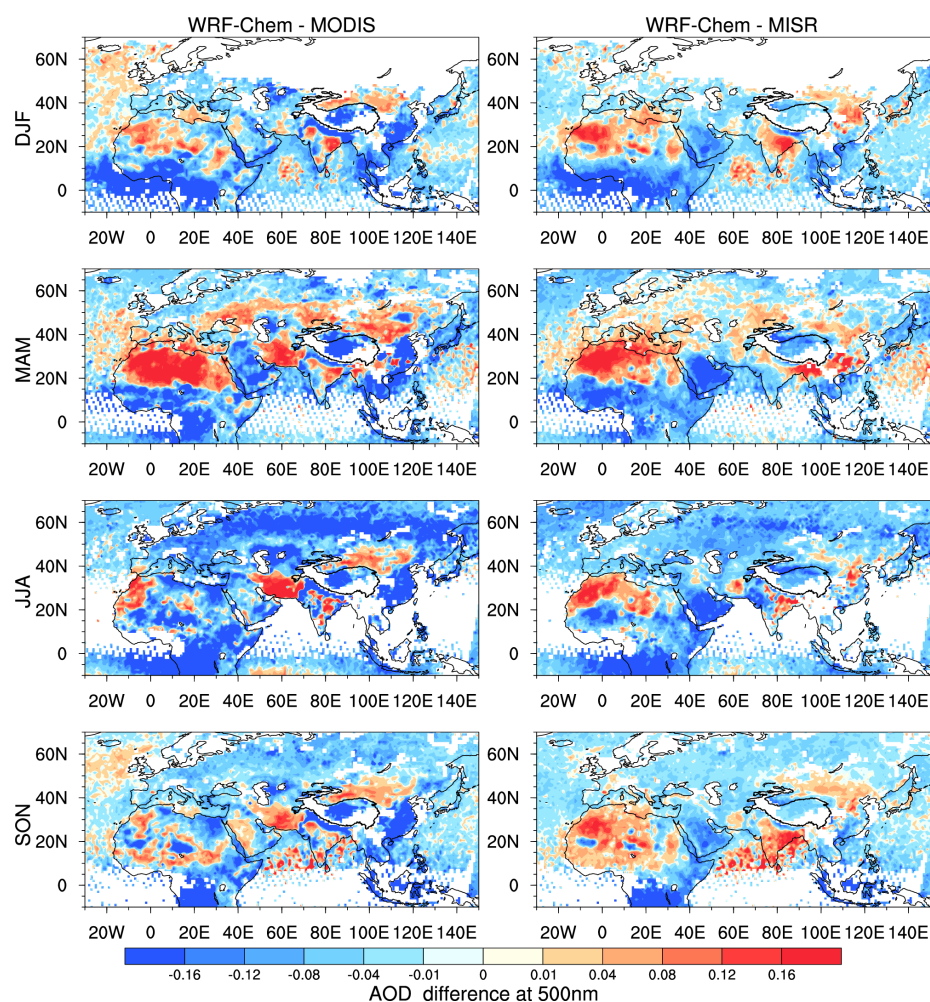 WRF-Chem - MODIS WRF-Chem - MISR
60N 60N
40N 40N
DJF 20N 20N
0 0
20W 0 20E 40E 60E 80E 100E 120E 140E 20W 0 20E 40E 60E 80E 100E 120E 140E
60N 60N
40N 40N
MAM 20N 20N
0 0
20W 0 20E 40E 60E 80E 100E 120E 140E 20W 0 20E 40E 60E 80E 100E 120E 140E
60N 60N
40N 40N
JJA 20N 20N
0 0
20W 0 20E 40E 60E 80E 100E 120E 140E 20W 0 20E 40E 60E 80E 100E 120E 140E
60N 60N
40N 40N
SON 20N 20N
0 0
20W 0 20E 40E 60E 80E 100E 120E 140E 20W 0 20E 40E 60E 80E 100E 120E 140E
-0.16 -0.12 -0.08 -0.04 -0.01 0 0.01 0.04 0.08 0.12 0.16
AOD difference at 500nm